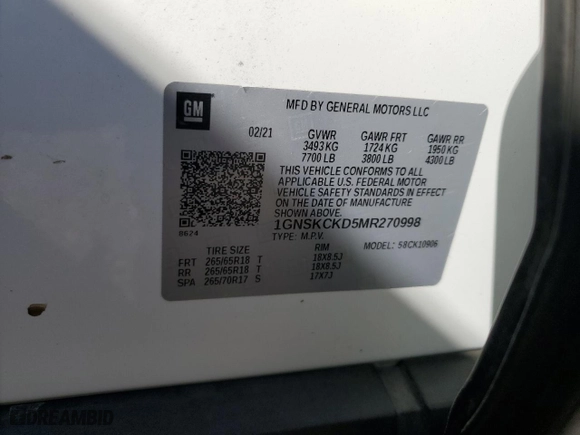 GM
MFD BY GENERAL MOTORS LLC
02/21 GVWR GAWR FRT GAWR RR
3493 KG 1724 KG 1950 KG
7700 LB 3800 LB 4300 LB
THIS VEHICLE CONFORMS TO ALL
APPLICABLE U.S. FEDERAL MOTOR
VEHICLE SAFETY STANDARDS IN EFFECT
ON THE DATE OF MANUFACTURE
SHOWN ABOVE.
8624
1GNSKCKD5MR270998
TYPE: M.P.V. MODEL: 58CK10906
TIRE SIZE RIM
FRT 265/65R18 T 18X8.5J
RR 265/65R18 T 18X8.5J
SPA 265/70R17 S 17X7J
DREAMBID